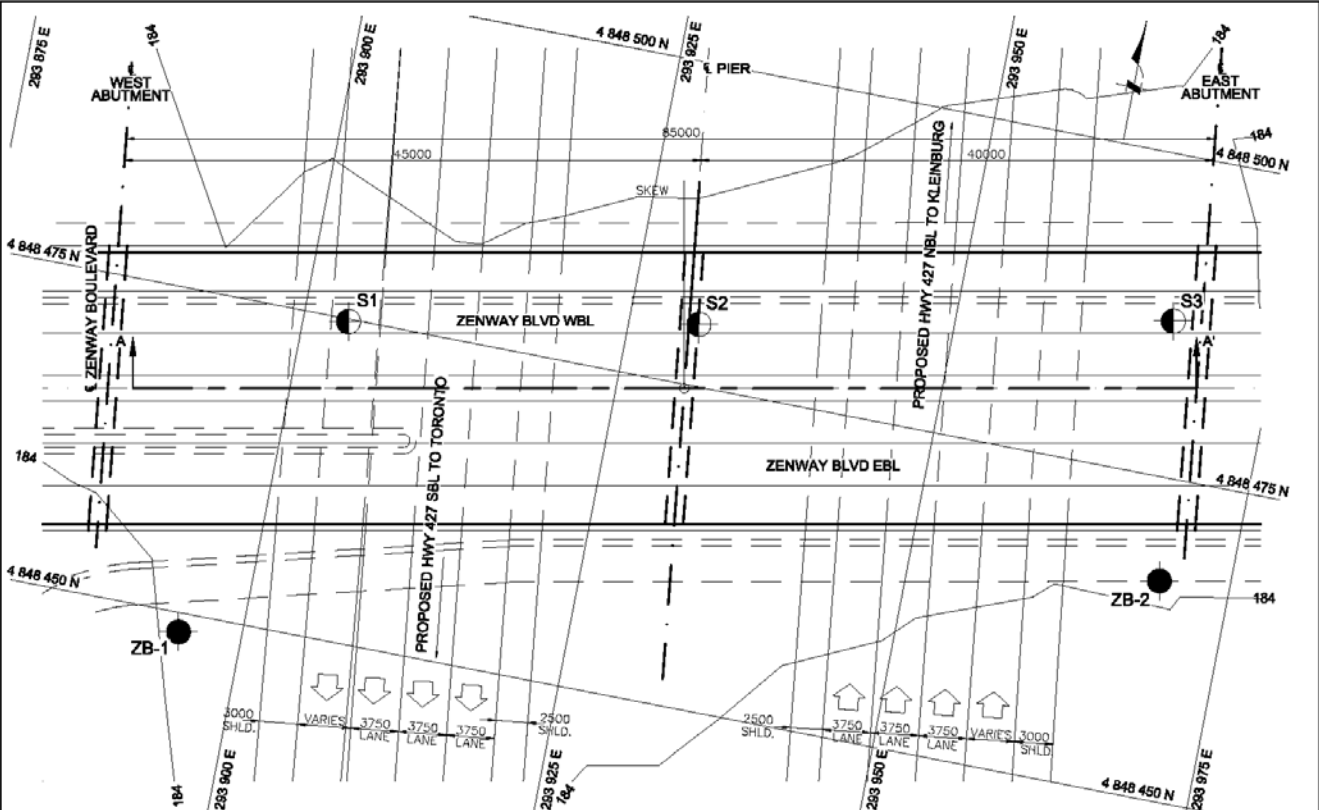 293 875 E
184
293 900 E
4 848 500 N
293 925 E
℄ PIER
293 950 E
184
℄
WEST
ABUTMENT
℄
EAST
ABUTMENT
85000
184
45000
40000
4 848 500 N
SKEW
PROPOSED HWY 427 NBL TO KLEINBURG
4 848 475 N
℄ ZENWAY BOULEVARD
S1
ZENWAY BLVD WBL
S2
S3
A
A'
PROPOSED HWY 427 SBL TO TORONTO
184
ZENWAY BLVD EBL
4 848 475 N
4 848 450 N
ZB-2
184
ZB-1
3000
SHLD.
VARIES
3750
LANE
3750
LANE
3750
LANE
2500
SHLD.
2500
SHLD.
3750
LANE
3750
LANE
3750
LANE
VARIES
3000
SHLD
184
293 900 E
293 925 E
184
293 950 E
4 848 450 N
293 975 E